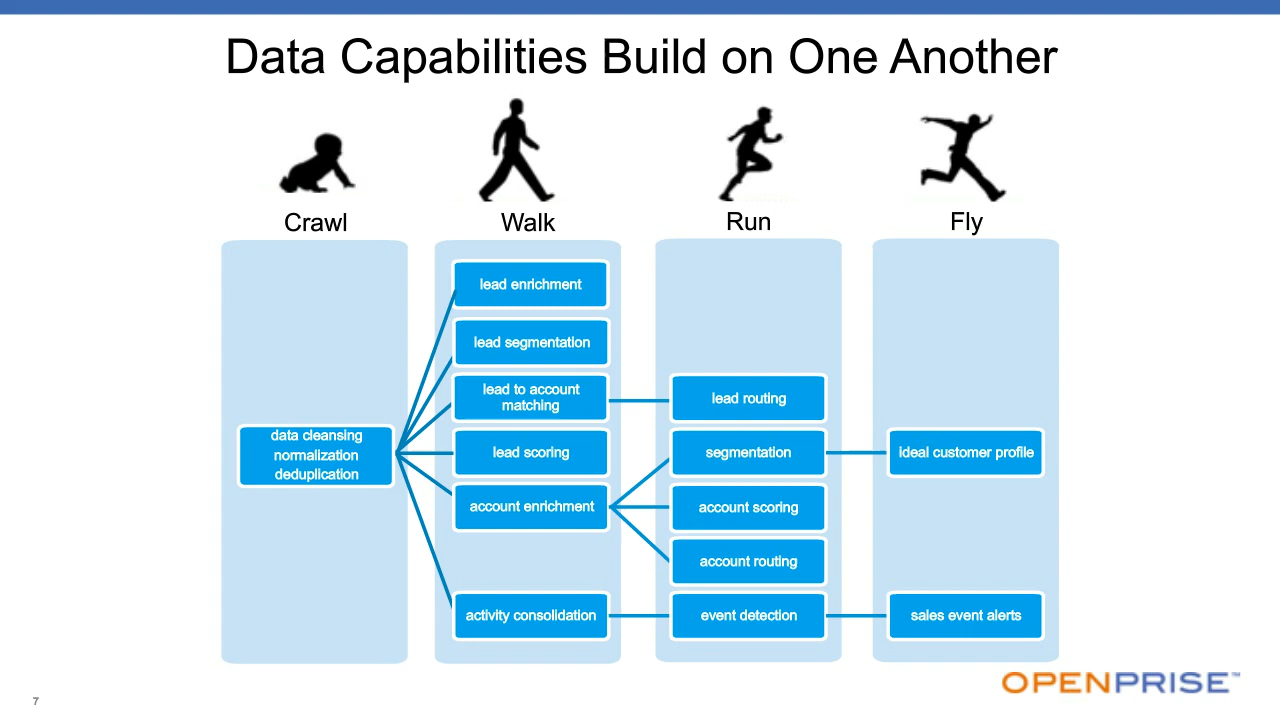 Data Capabilities Build on One Another
Crawl
Walk
Run
Fly
data cleansing
normalization
deduplication
lead enrichment
lead segmentation
lead to account
matching
lead scoring
account enrichment
activity consolidation
lead routing
segmentation
account scoring
account routing
event detection
ideal customer profile
sales event alerts
7
OPENPRISE™